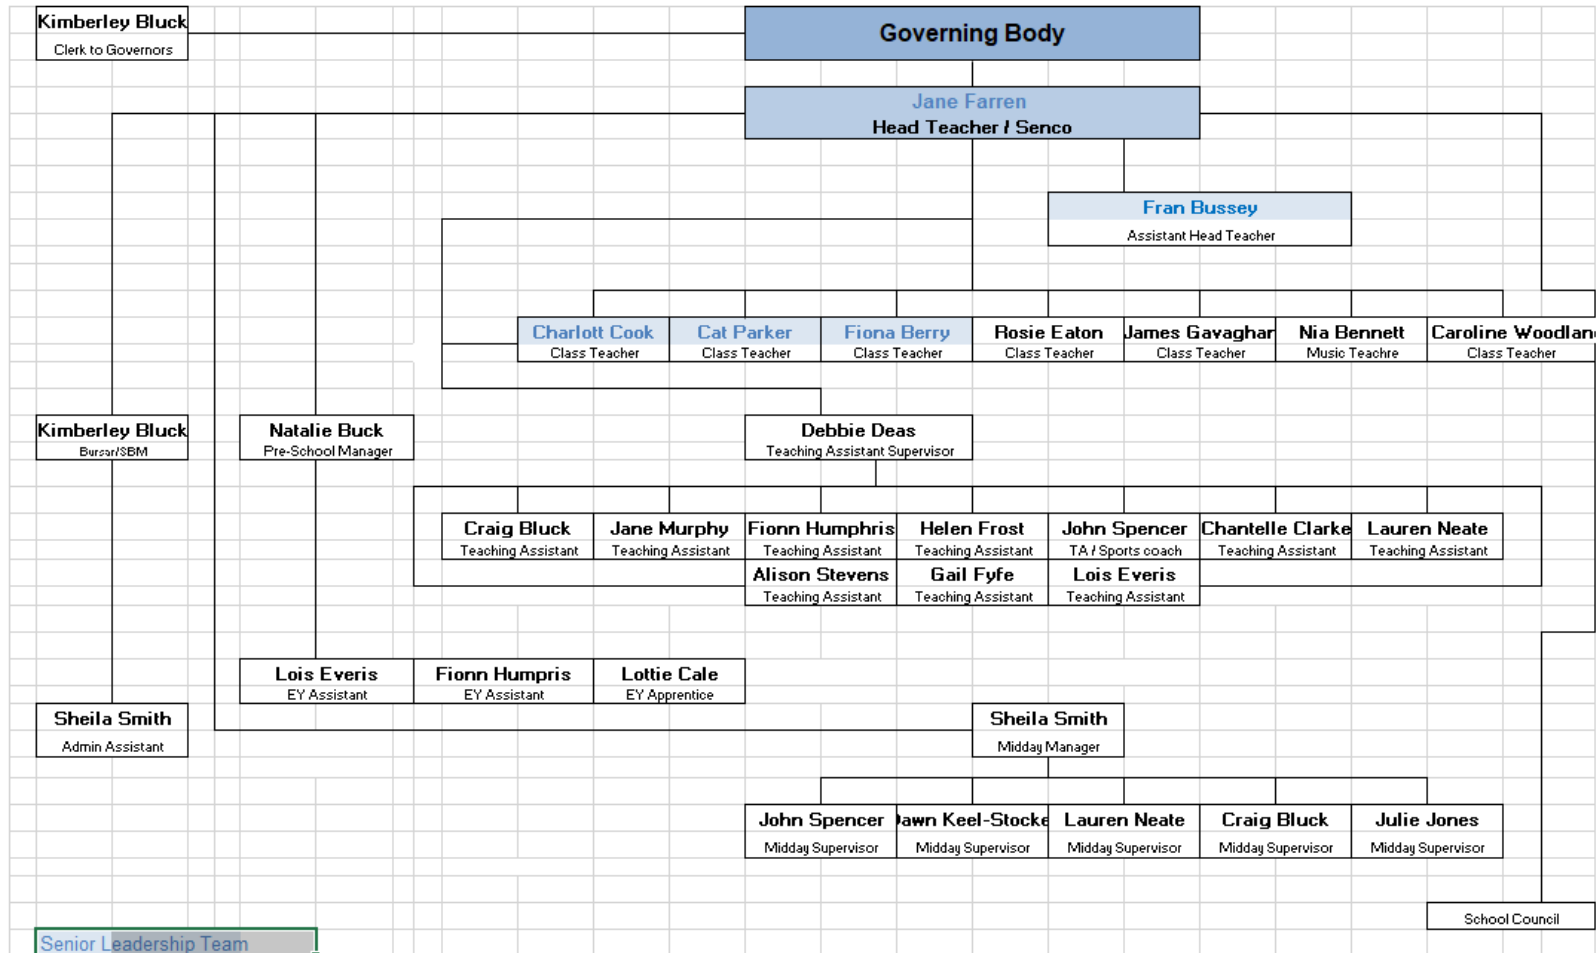 Kimberley Bluck
Clerk to Governors
Governing Body
Jane Farren
Head Teacher / Senco
Fran Bussey
Assistant Head Teacher
Charlott Cook
Class Teacher
Cat Parker
Class Teacher
Fiona Berry
Class Teacher
Rosie Eaton
Class Teacher
James Gavaghan
Class Teacher
Nia Bennett
Music Teachre
Caroline Woodlan
Class Teacher
Kimberley Bluck
Bursar/SBM
Natalie Buck
Pre-School Manager
Debbie Deas
Teaching Assistant Supervisor
Craig Bluck
Teaching Assistant
Jane Murphy
Teaching Assistant
Fionn Humphris
Teaching Assistant
Helen Frost
Teaching Assistant
John Spencer
TA / Sports coach
Chantelle Clarke
Teaching Assistant
Lauren Neate
Teaching Assistant
Alison Stevens
Teaching Assistant
Gail Fyfe
Teaching Assistant
Lois Everis
Teaching Assistant
Lois Everis
EY Assistant
Fionn Humpris
EY Assistant
Lottie Cale
EY Apprentice
Sheila Smith
Admin Assistant
Sheila Smith
Midday Manager
John Spencer
Midday Supervisor
Dawn Keel-Stocke
Midday Supervisor
Lauren Neate
Midday Supervisor
Craig Bluck
Midday Supervisor
Julie Jones
Midday Supervisor
School Council
Senior Leadership Team